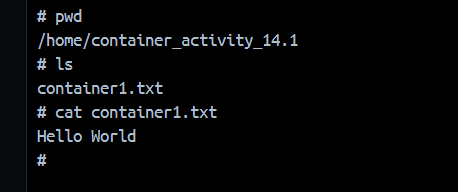 # pwd
/home/container_activity_14.1
# ls
container1.txt
# cat container1.txt
Hello World
#